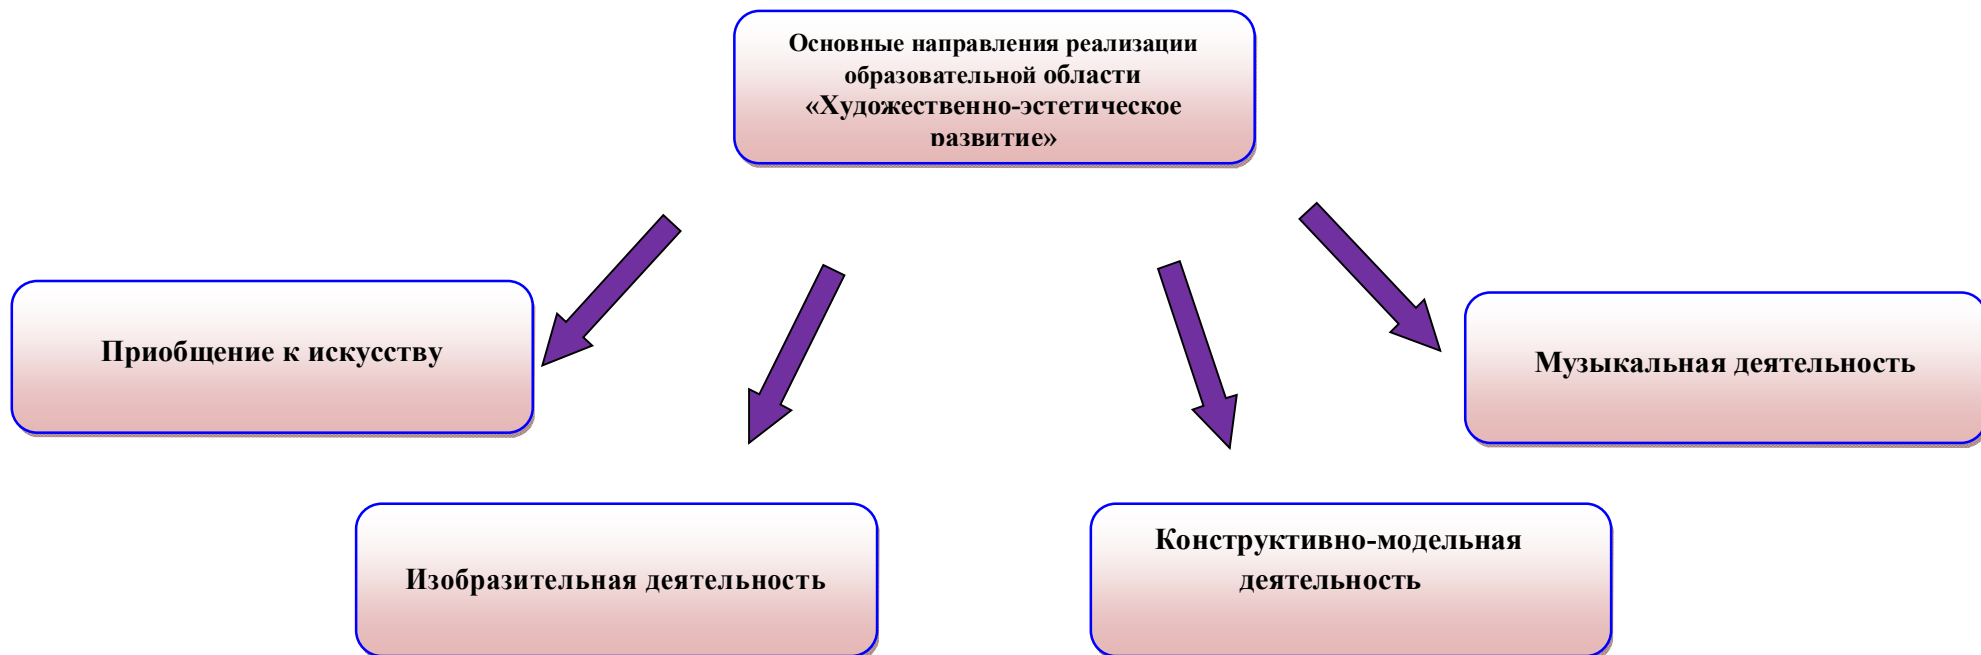 Основные направления реализации
образовательной области
«Художественно-эстетическое
развитие»
Приобщение к искусству
Музыкальная деятельность
Изобразительная деятельность
Конструктивно-модельная
деятельность